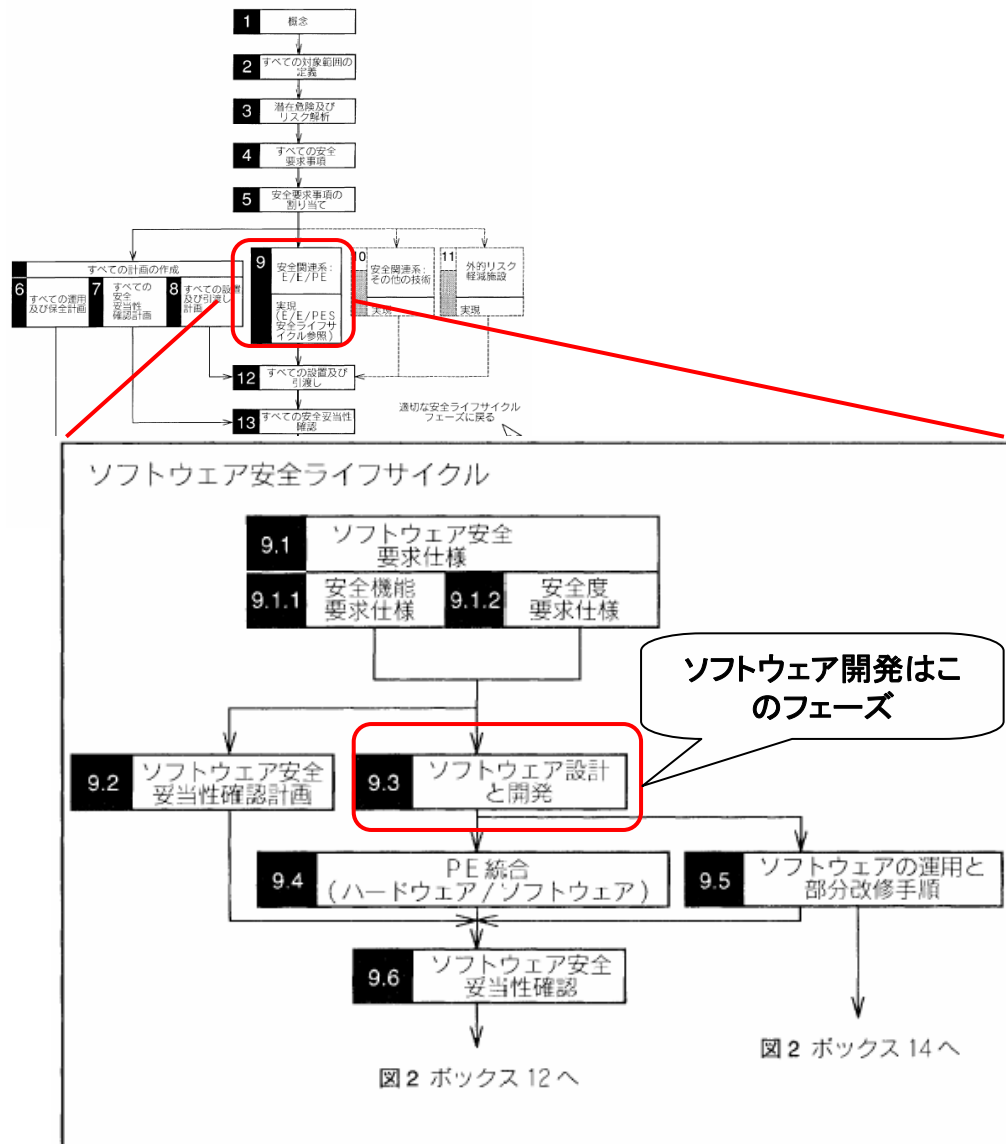 1
概念
2
すべての対象範囲の
定義
3
潜在危険及び
リスク解析
4
すべての安全
要求事項
5
安全要求事項の
割り当て
すべての計画の作成
6
すべての運用
及び保全計画
7
すべての
安全
妥当性
確認計画
8
すべての設置
及び引渡し
計画
9
安全関連系:
E/E/PE
実現
(E/E/PES
安全ライフサ
イクル参照)
10
安全関連系:
その他の技術
実現
11
外的リスク
軽減施設
実現
12
すべての設置及び
引渡し
13
すべての安全妥当性
確認
適切な安全ライフサイクル
フェーズに戻る
ソフトウェア安全ライフサイクル
9.1
ソフトウェア安全
要求仕様
9.1.1
安全機能
要求仕様
9.1.2
安全度
要求仕様
ソフトウェア開発はこ
のフェーズ
9.2
ソフトウェア安全
妥当性確認計画
9.3
ソフトウェア設計
と開発
9.4
PE統合
(ハードウェア/ソフトウェア)
9.5
ソフトウェアの運用と
部分改修手順
9.6
ソフトウェア安全
妥当性確認
図2 ボックス12へ
図2 ボックス14へ